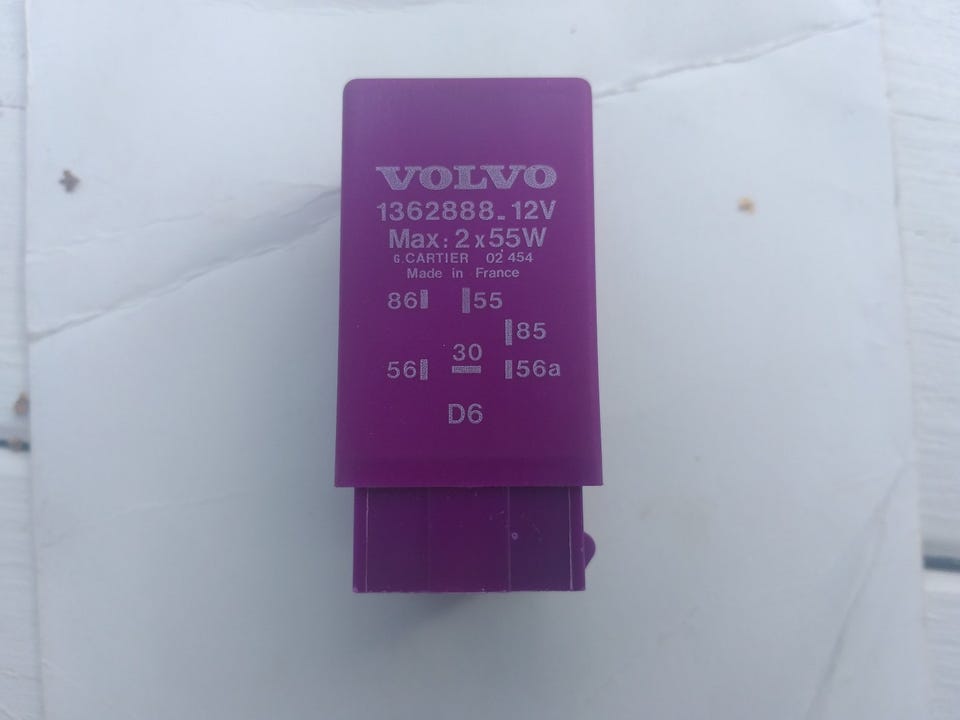 VOLVO
1362888-12V
Max: 2 x 55W
G.CARTIER 02 454
Made in France
86 55
85
30
56 56a
D6